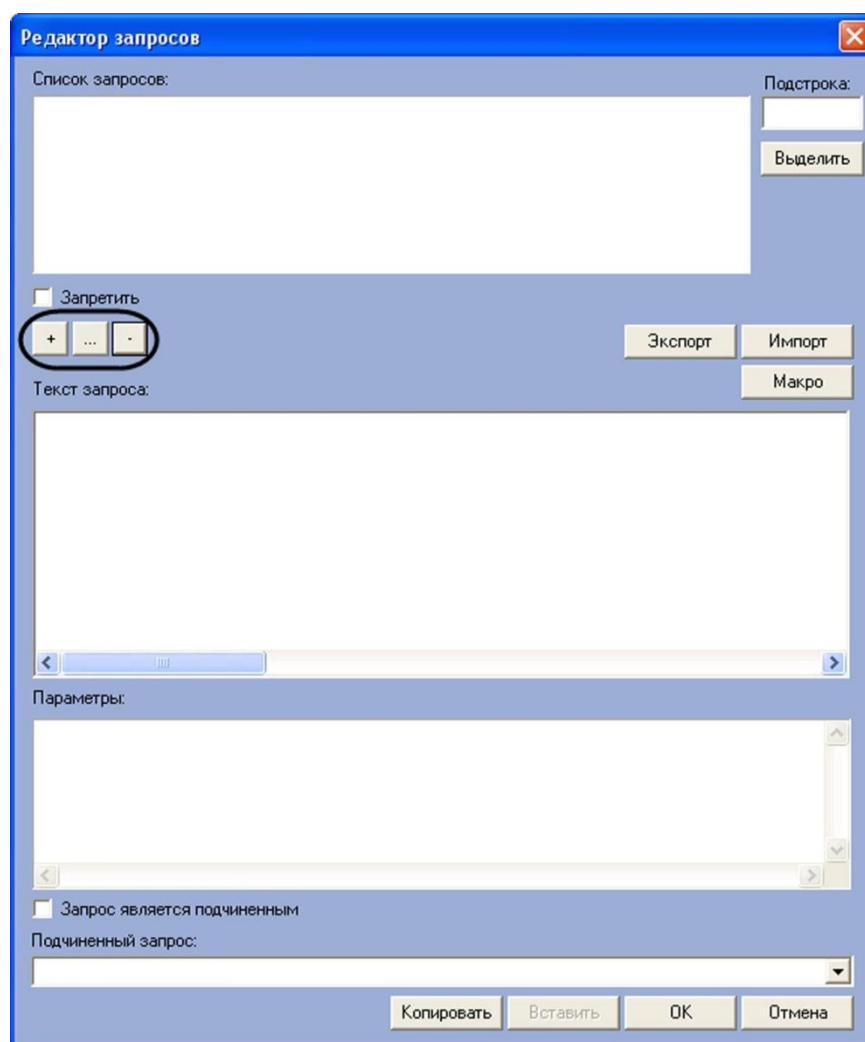 Редактор запросов
Список запросов:
Подстрока:
Выделить
Запретить
+ ... -
Экспорт Импорт
Макро
Текст запроса:
Параметры:
Запрос является подчиненным
Подчиненный запрос:
Копировать Вставить OK Отмена